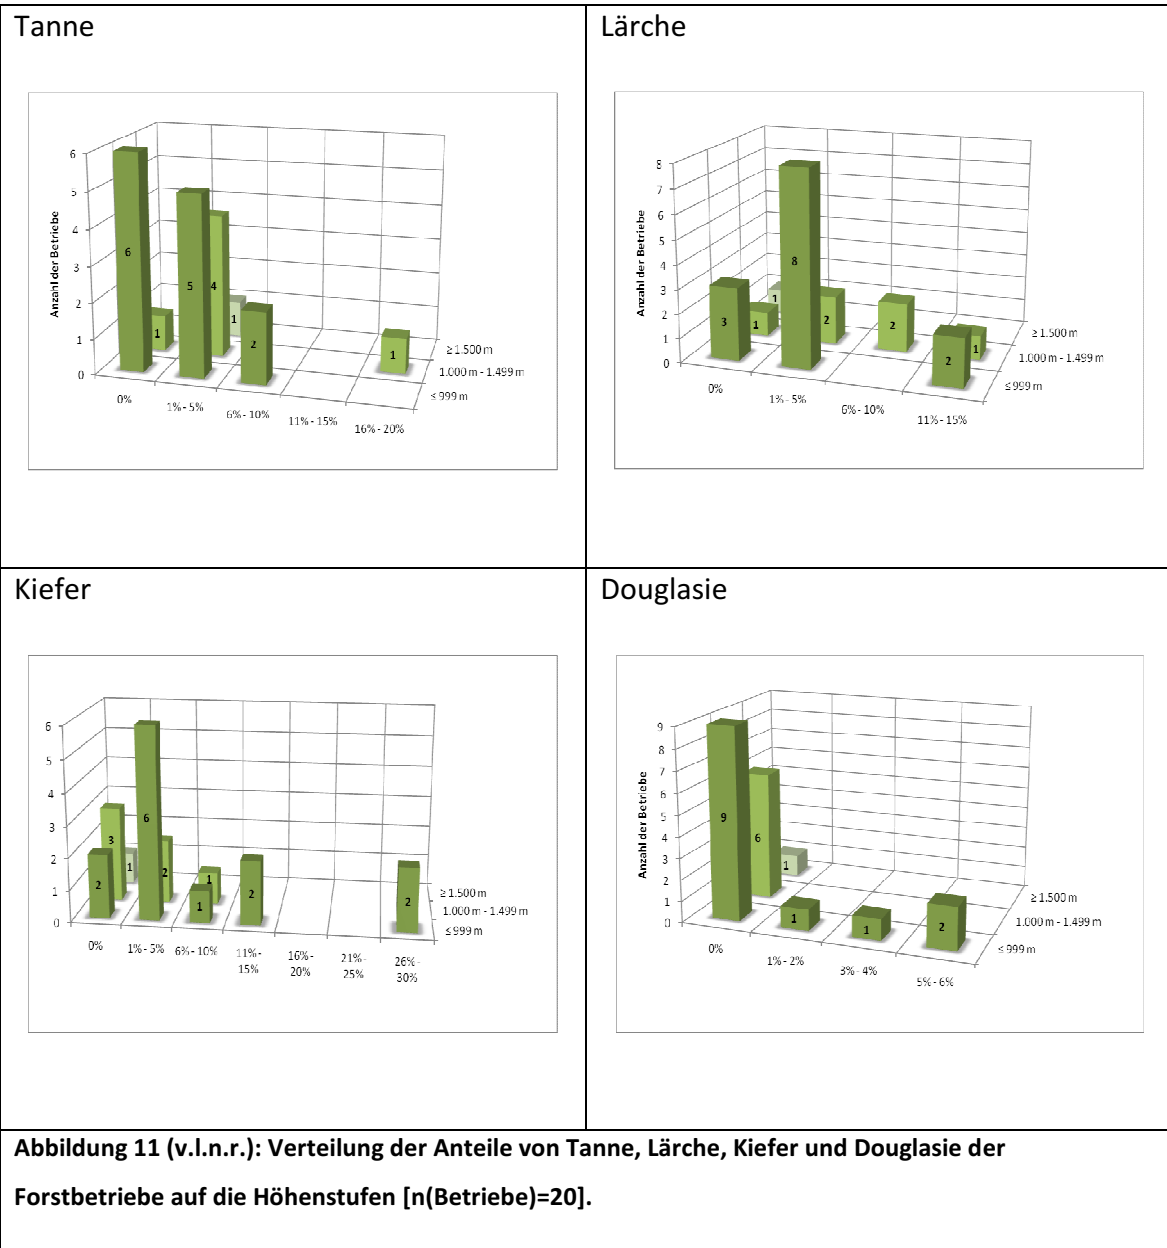 Tanne
Anzahl der Betriebe
6
5
4
3
2
1
0
6
1
5
4
1
2
1
≥ 1.500 m
1.000 m - 1.499 m
≤ 999 m
0%
1% - 5%
6% - 10%
11% - 15%
16% - 20%
Lärche
Anzahl der Betriebe
8
7
6
5
4
3
2
1
0
3
1
1
8
2
2
2
1
≥ 1.500 m
1.000 m - 1.499 m
≤ 999 m
0%
1% - 5%
6% - 10%
11% - 15%
Kiefer
6
5
4
3
2
1
0
2
3
1
6
2
1
1
2
2
≥ 1.500 m
1.000 m - 1.499 m
≤ 999 m
0%
1% - 5%
6% - 10%
11% -
15%
16% -
20%
21% -
25%
26% -
30%
Douglasie
Anzahl der Betriebe
9
8
7
6
5
4
3
2
1
0
9
6
1
1
1
2
≥ 1.500 m
1.000 m - 1.499 m
≤ 999 m
0%
1% - 2%
3% - 4%
5% - 6%
Abbildung 11 (v.l.n.r.): Verteilung der Anteile von Tanne, Lärche, Kiefer und Douglasie der
Forstbetriebe auf die Höhenstufen [n(Betriebe)=20].